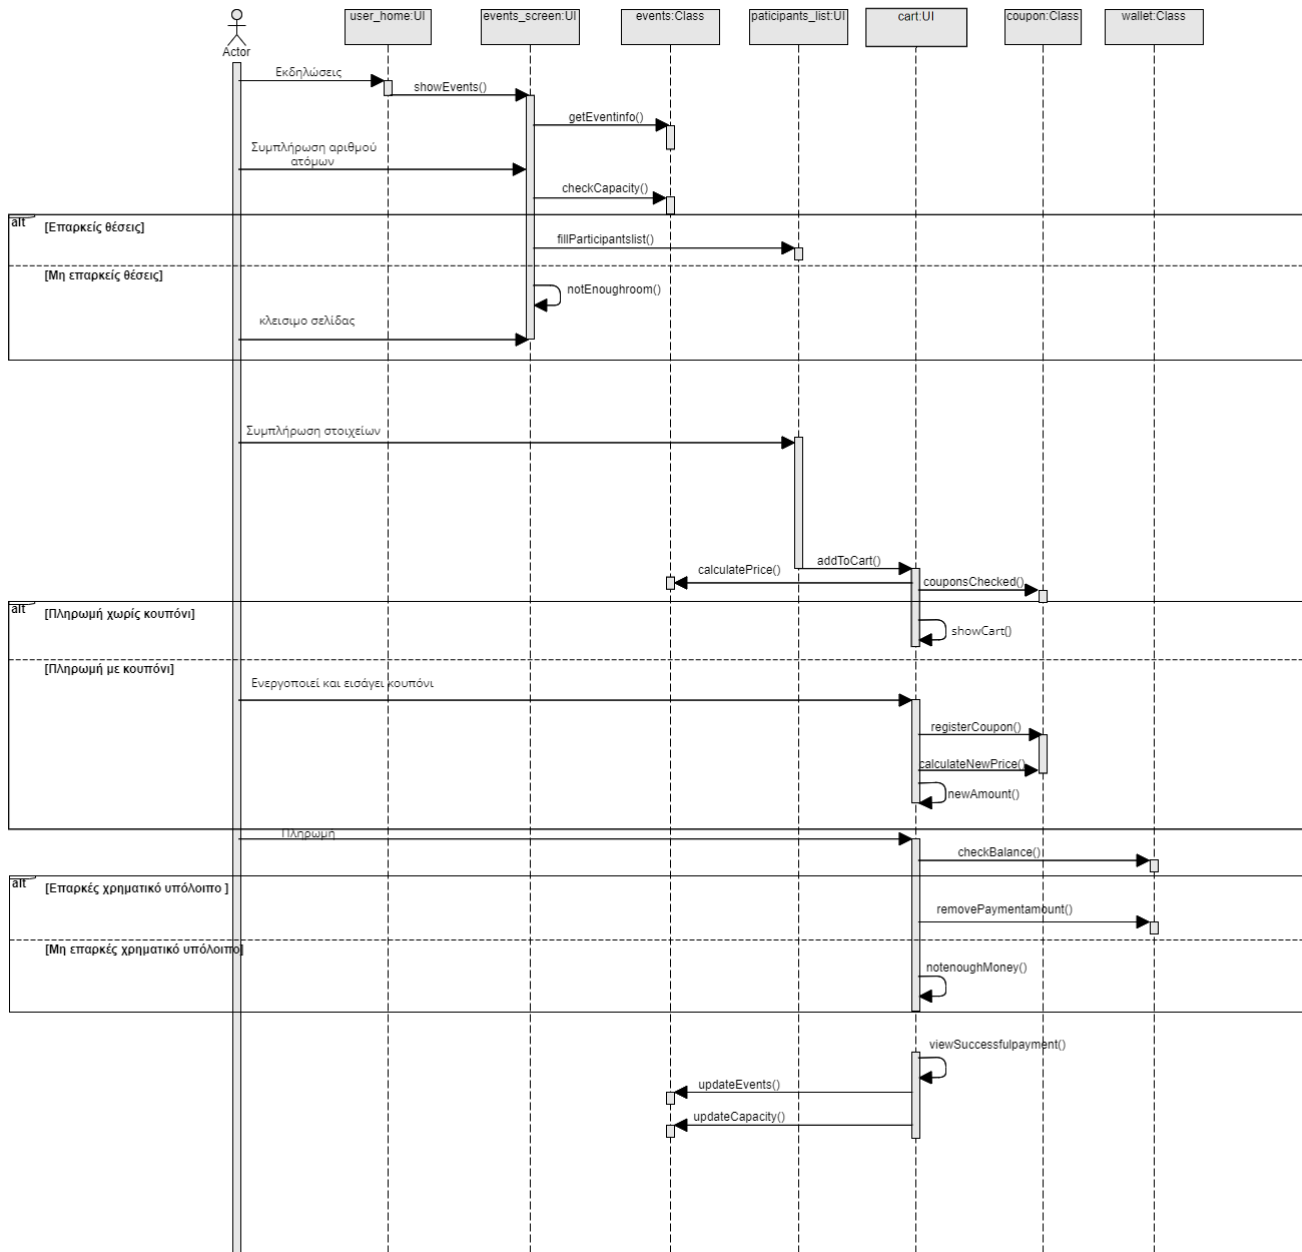 user_home:UI
events_screen:UI
events:Class
paticipants_list:UI
cart:UI
coupon:Class
wallet:Class
Actor
Εκδηλώσεις
showEvents()
getEventinfo()
Συμπλήρωση αριθμού
ατόμων
checkCapacity()
alt
[Επαρκείς θέσεις]
fillParticipantslist()
[Μη επαρκείς θέσεις]
notEnoughroom()
κλεισιμο σελίδας
Συμπλήρωση στοιχείων
addToCart()
calculatePrice()
couponsChecked()
alt
[Πληρωμή χωρίς κουπόνι]
showCart()
[Πληρωμή με κουπόνι]
Ενεργοποιεί και εισάγει κουπόνι
registerCoupon()
calculateNewPrice()
newAmount()
Πληρωμή
checkBalance()
alt
[Επαρκές χρηματικό υπόλοιπο ]
removePaymentamount()
[Μη επαρκές χρηματικό υπόλοιπο]
notenoughMoney()
viewSuccessfulpayment()
updateEvents()
updateCapacity()